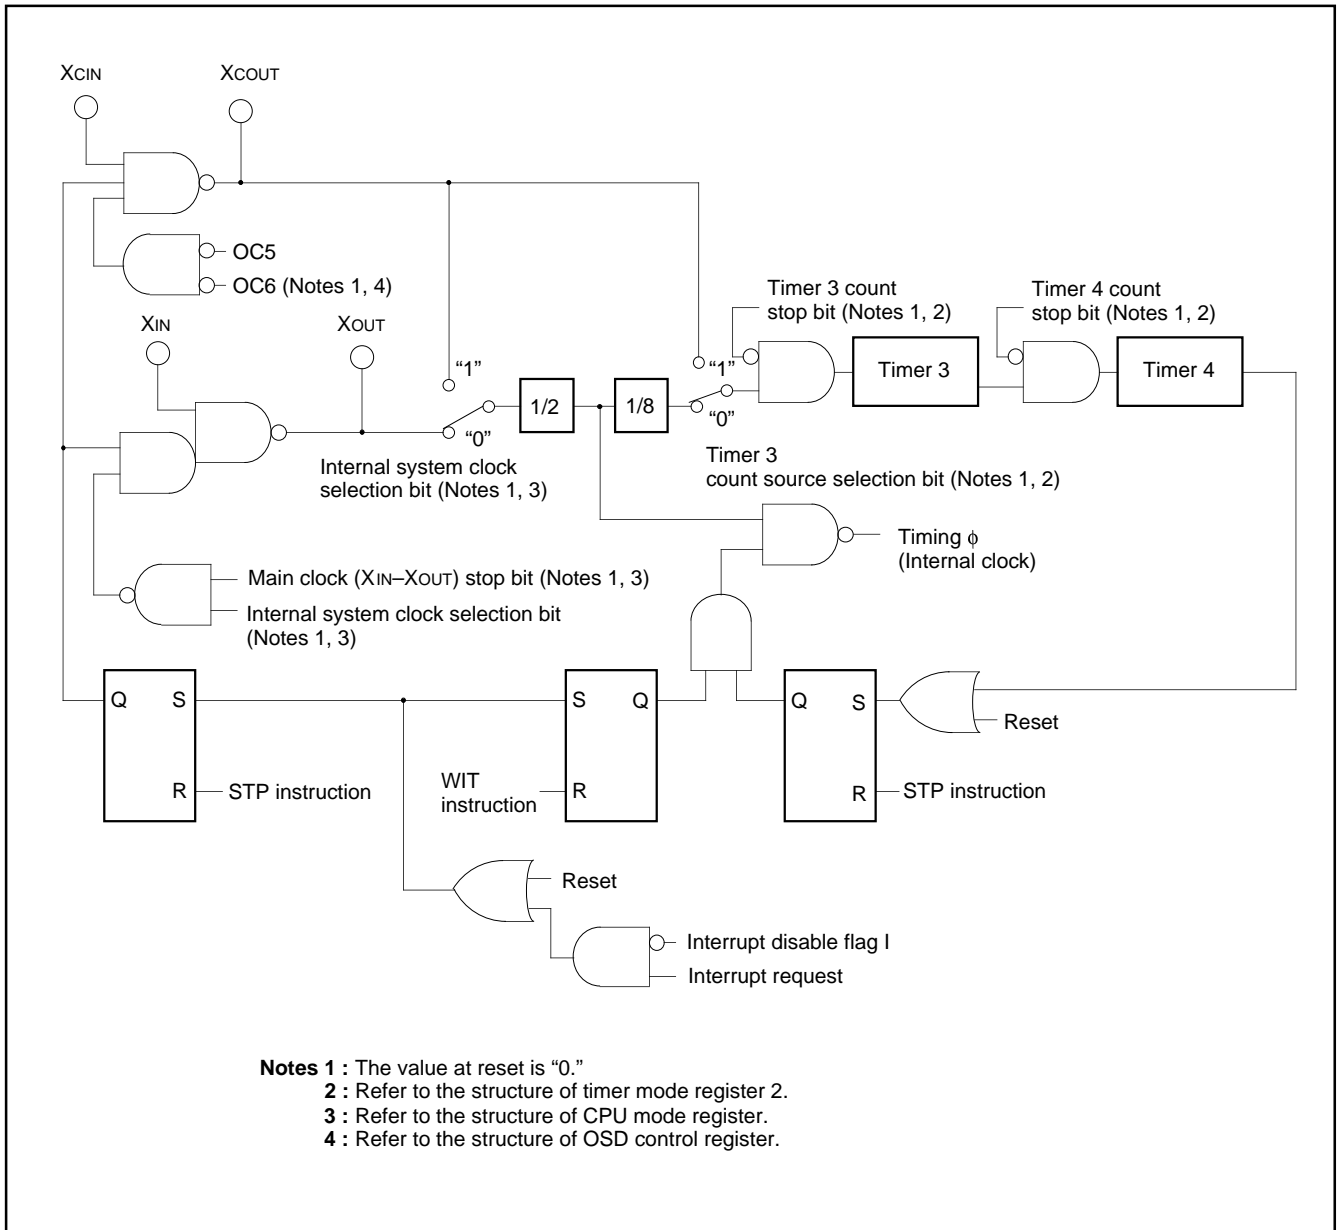 XCIN
XCOUT
OC5
OC6 (Notes 1, 4)
XIN
XOUT
“1”
“0”
Internal system clock
selection bit (Notes 1, 3)
1/2
1/8
“1”
“0”
Timer 3
count source selection bit (Notes 1, 2)
Timer 3 count
stop bit (Notes 1, 2)
Timer 3
Timer 4 count
stop bit (Notes 1, 2)
Timer 4
Timing ϕ
(Internal clock)
Main clock (XIN–XOUT) stop bit (Notes 1, 3)
Internal system clock selection bit
(Notes 1, 3)
Q
S
R
STP instruction
S
Q
WIT
instruction
R
Q
S
Reset
R
STP instruction
Reset
Interrupt disable flag I
Interrupt request
Notes 1 : The value at reset is “0.”
2 : Refer to the structure of timer mode register 2.
3 : Refer to the structure of CPU mode register.
4 : Refer to the structure of OSD control register.